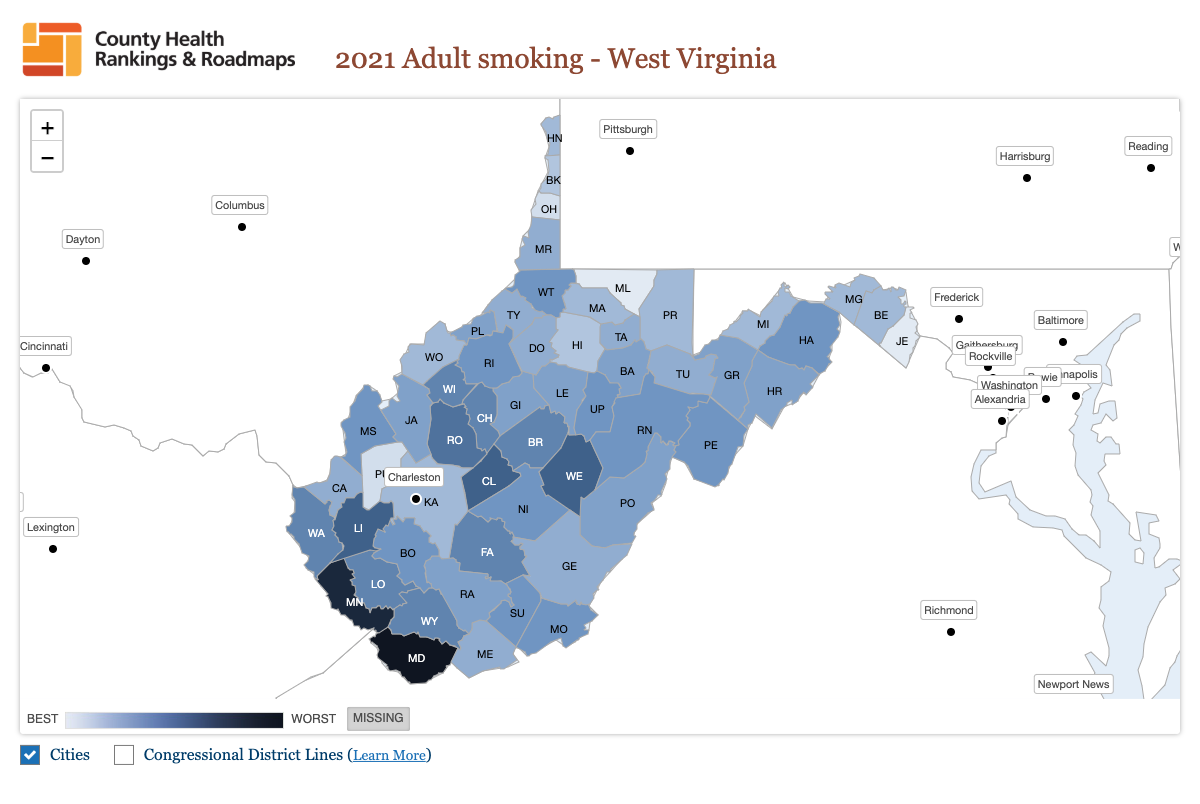 County Health
Rankings & Roadmaps
2021 Adult smoking - West Virginia
+
−
HN
Pittsburgh
Reading
Harrisburg
BK
Columbus
OH
Dayton
MR
ML
WT
Frederick
MG
MA
TY
PR
BE
Baltimore
MI
PL
TA
HA
JE
Cincinnati
DO
HI
Gaithersburg
WO
Rockville
RI
BA
TU
GR
Washington
WI
LE
HR
Alexandria
GI
UP
JA
CH
MS
RN
RO
BR
PE
Charleston
WE
CL
CA
KA
PO
NI
Lexington
LI
WA
BO
FA
GE
LO
RA
MN
Richmond
SU
WY
MO
ME
MD
Newport News
BEST WORST MISSING
Cities Congressional District Lines (Learn More)